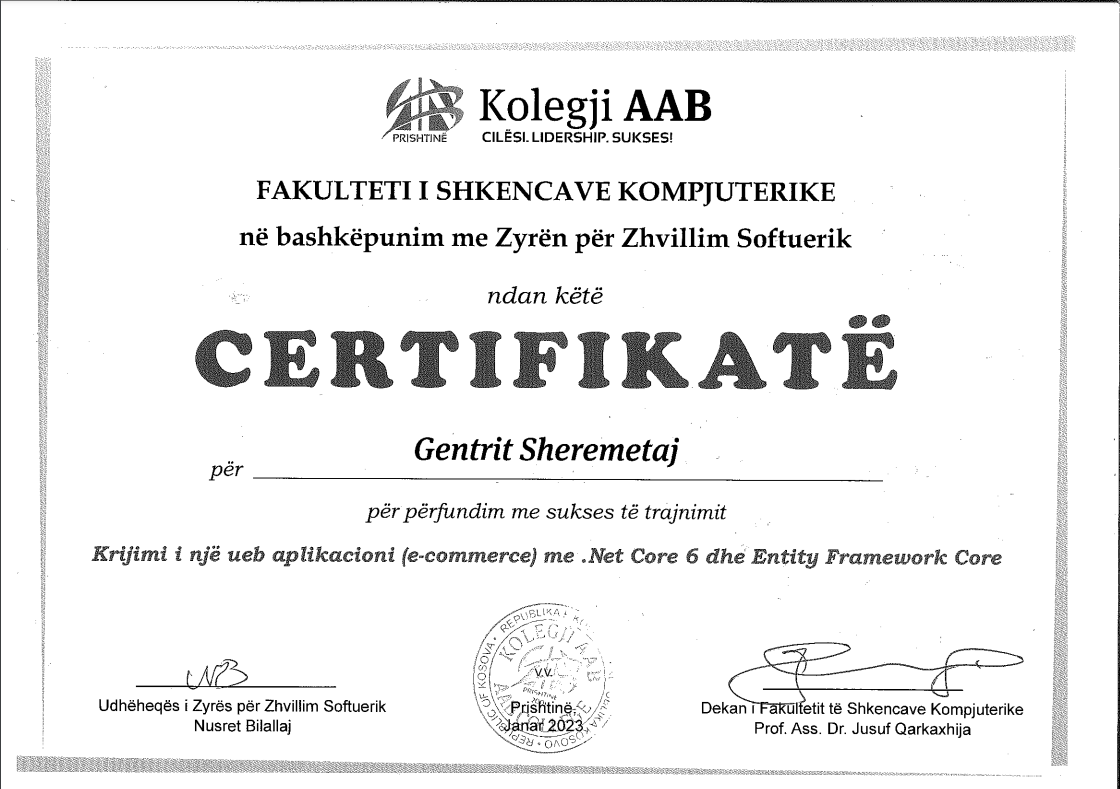 Kolegji AAB
PRISHTINË
CILËSI. LIDERSHIP. SUKSES!
FAKULTETI I SHKENCAVE KOMPJUTERIKE
në bashkëpunim me Zyrën për Zhvillim Softuerik
ndan këtë
CERTIFIKATË
Gentrit Sheremetaj
për
për përfundim me sukses të trajnimit
Krijimi i një ueb aplikacioni (e-commerce) me .Net Core 6 dhe Entity Framework Core
KOLEGJI AAB
V.V.
PRISHTINË
Udhëheqës i Zyrës për Zhvillim Softuerik
Nusret Bilallaj
Prishtinë,
Janar 2023
Dekan i Fakultetit të Shkencave Kompjuterike
Prof. Ass. Dr. Jusuf Qarkaxhija
REPUBLIC OF KOSOVA